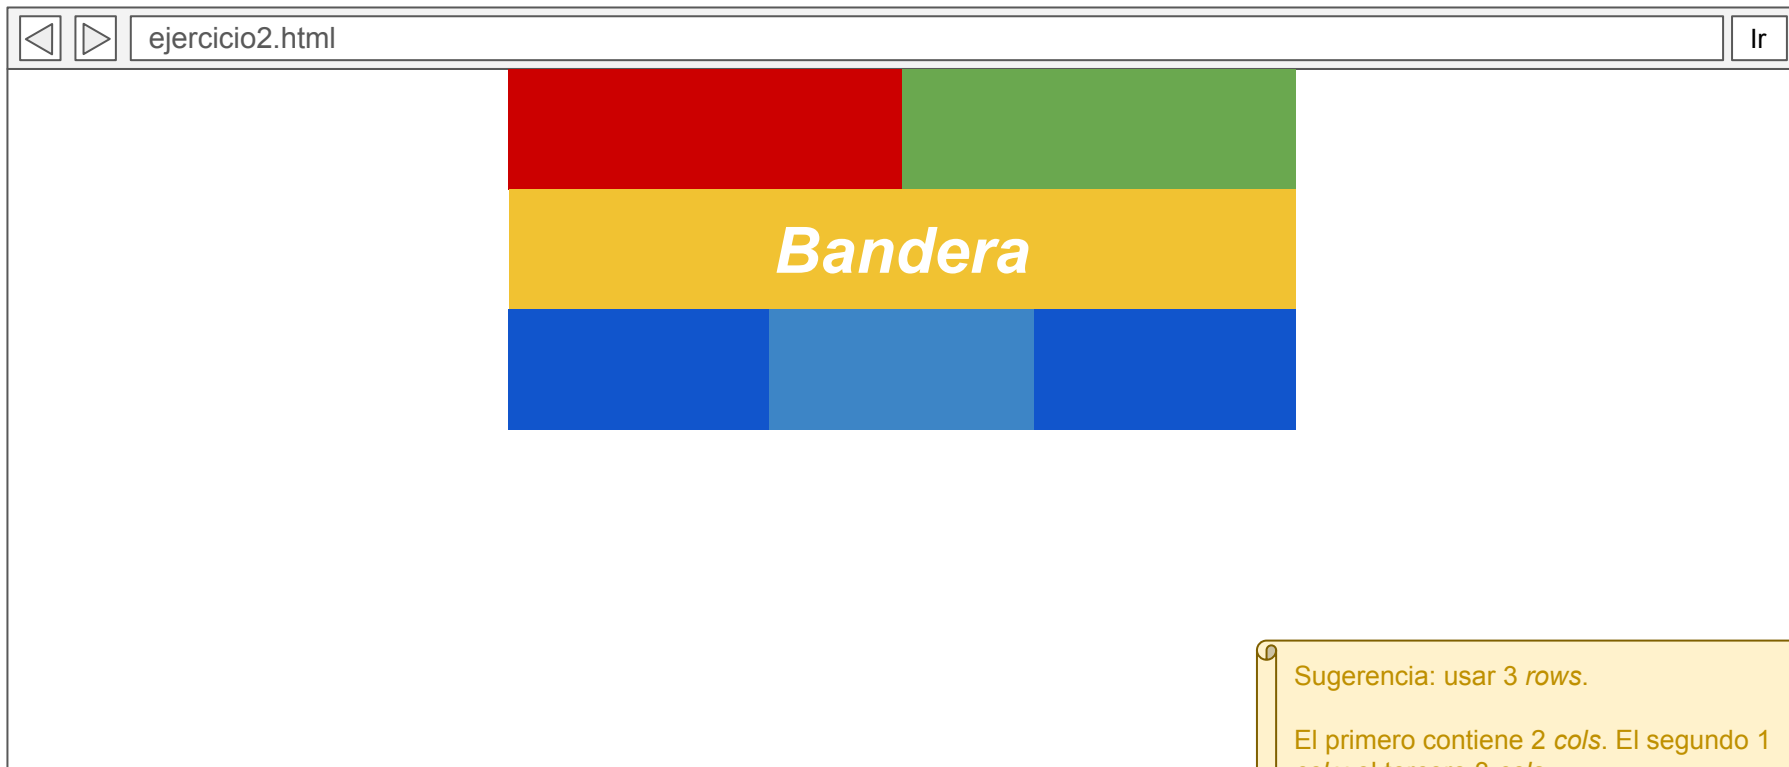 ejercicio2.html
Ir
Bandera
Sugerencia: usar 3 rows.
El primero contiene 2 cols. El segundo 1